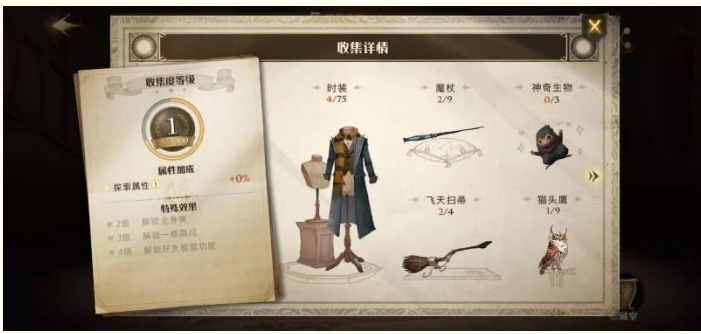 收集详情
收集度等级
1
属性加成
探索属性 +0%
特殊效果
2级 解锁全身镜
3级 解锁一楼房间
4级 解锁好友报信功能
时装
4/75
魔杖
2/9
神奇生物
0/3
飞天扫帚
2/4
猫头鹰
1/9